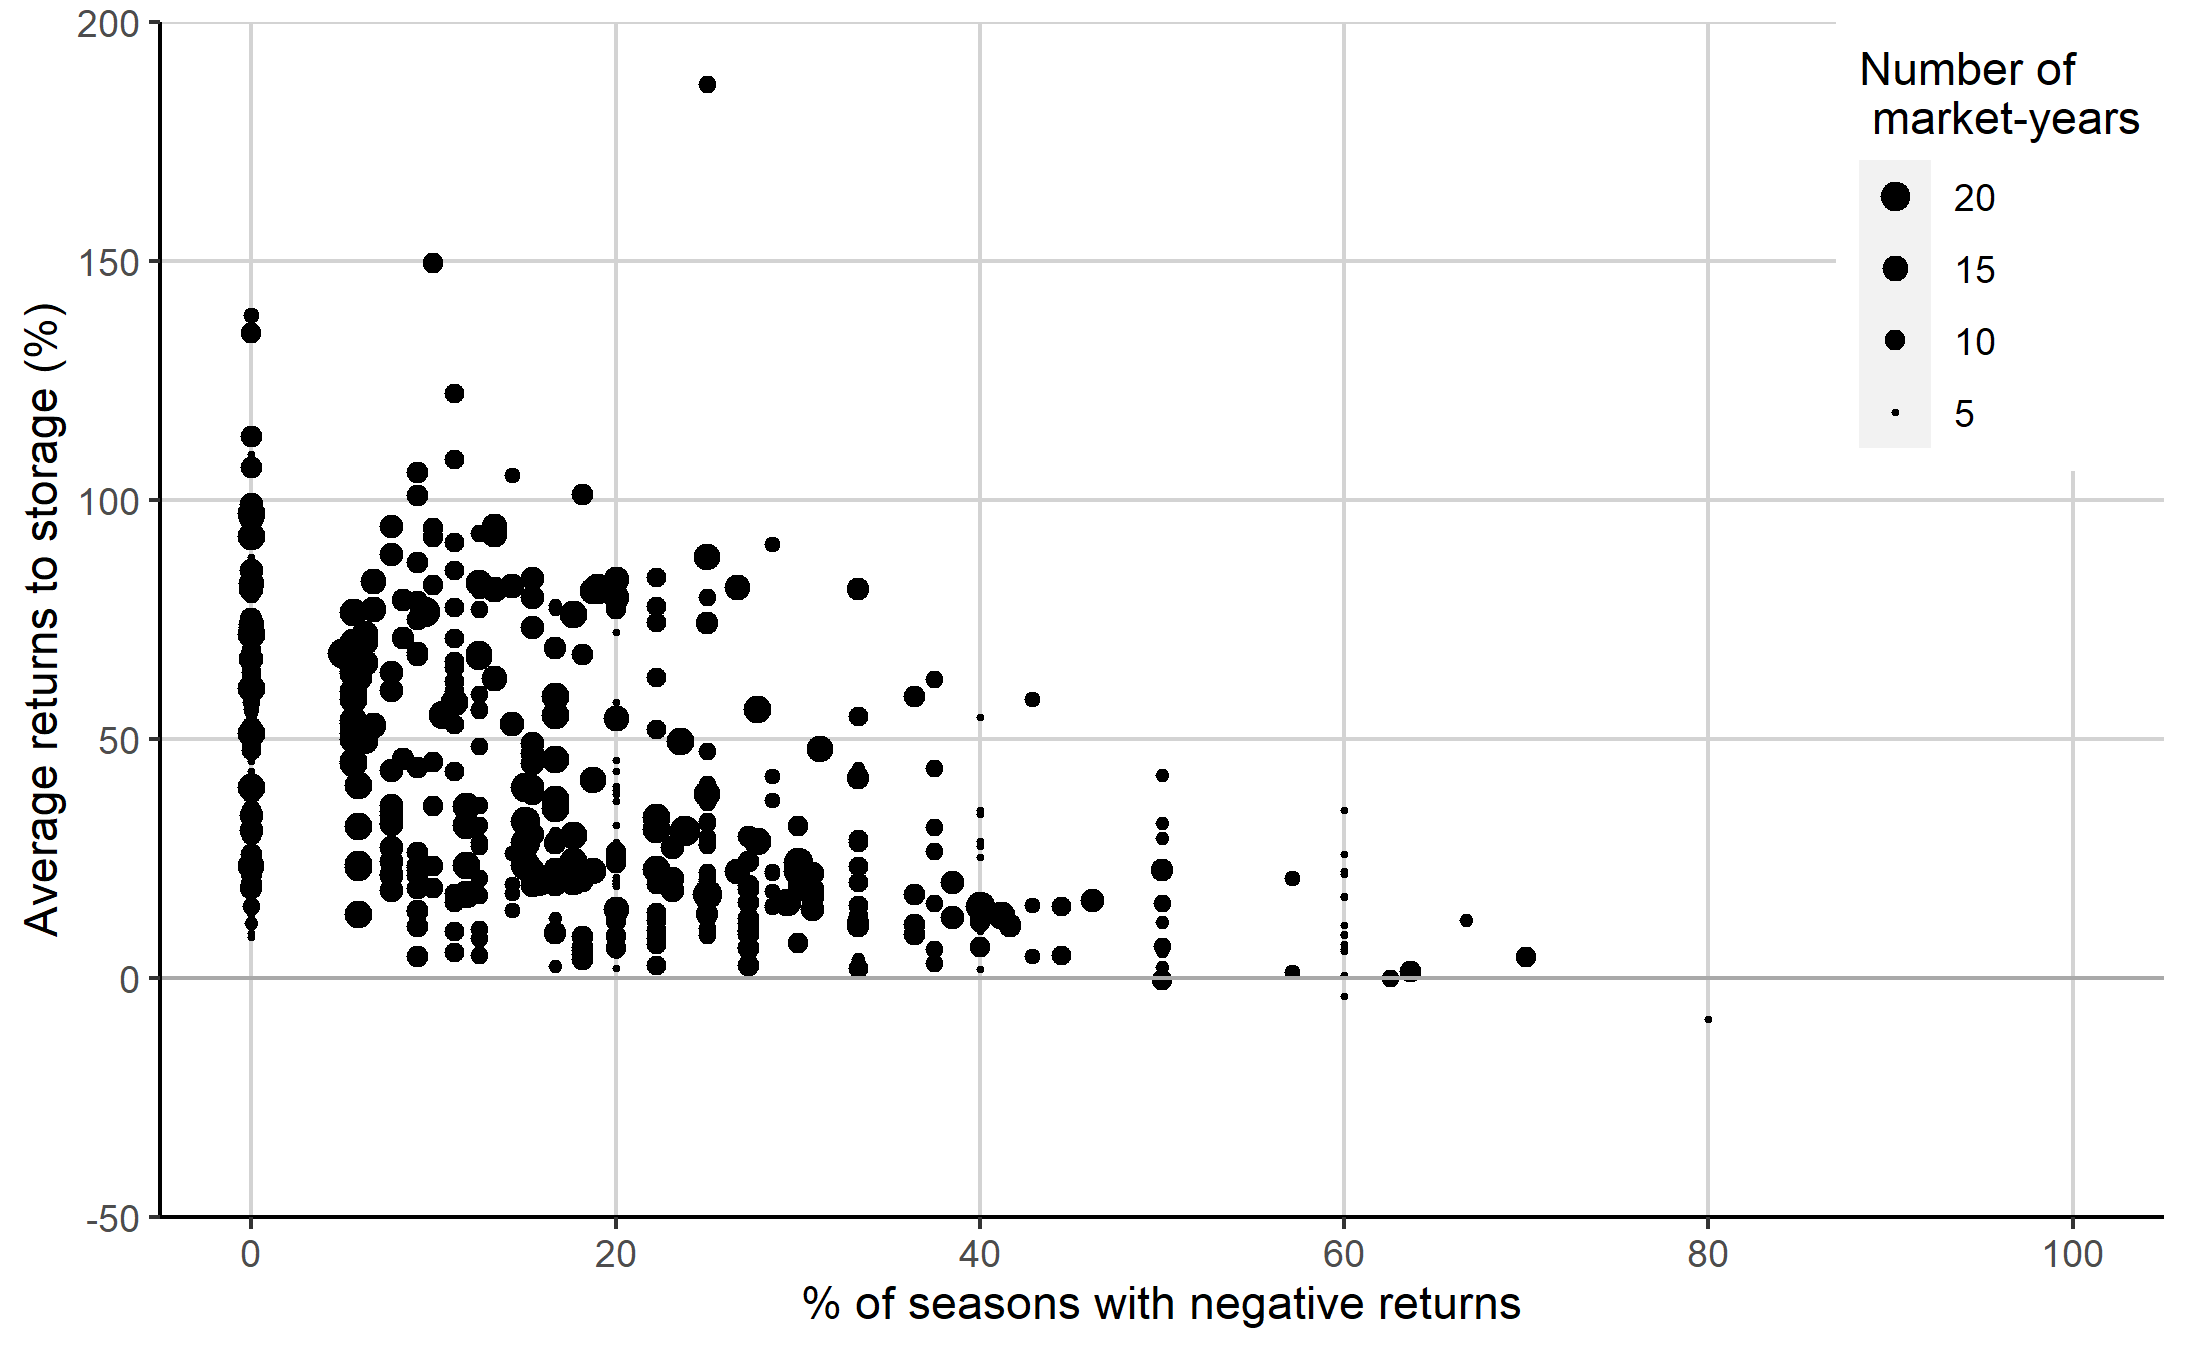 200
150
100
50
0
-50
Average returns to storage (%)
0 20 40 60 80 100
% of seasons with negative returns
Number of
market-years
20
15
10
5